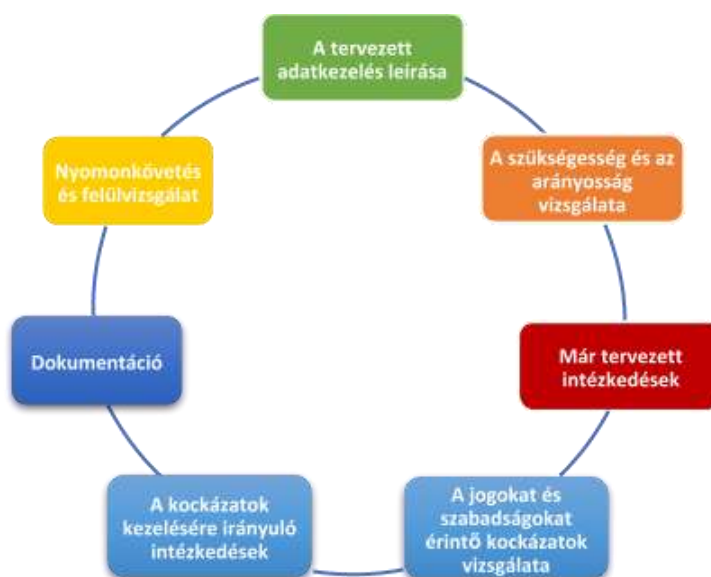 A tervezett
adatkezelés leírása
A szükségesség és az
arányosság
vizsgálata
Már tervezett
intézkedések
A jogokat és
szabadságokat
érintő kockázatok
vizsgálata
A kockázatok
kezelésére irányuló
intézkedések
Dokumentáció
Nyomonkövetés
és felülvizsgálat